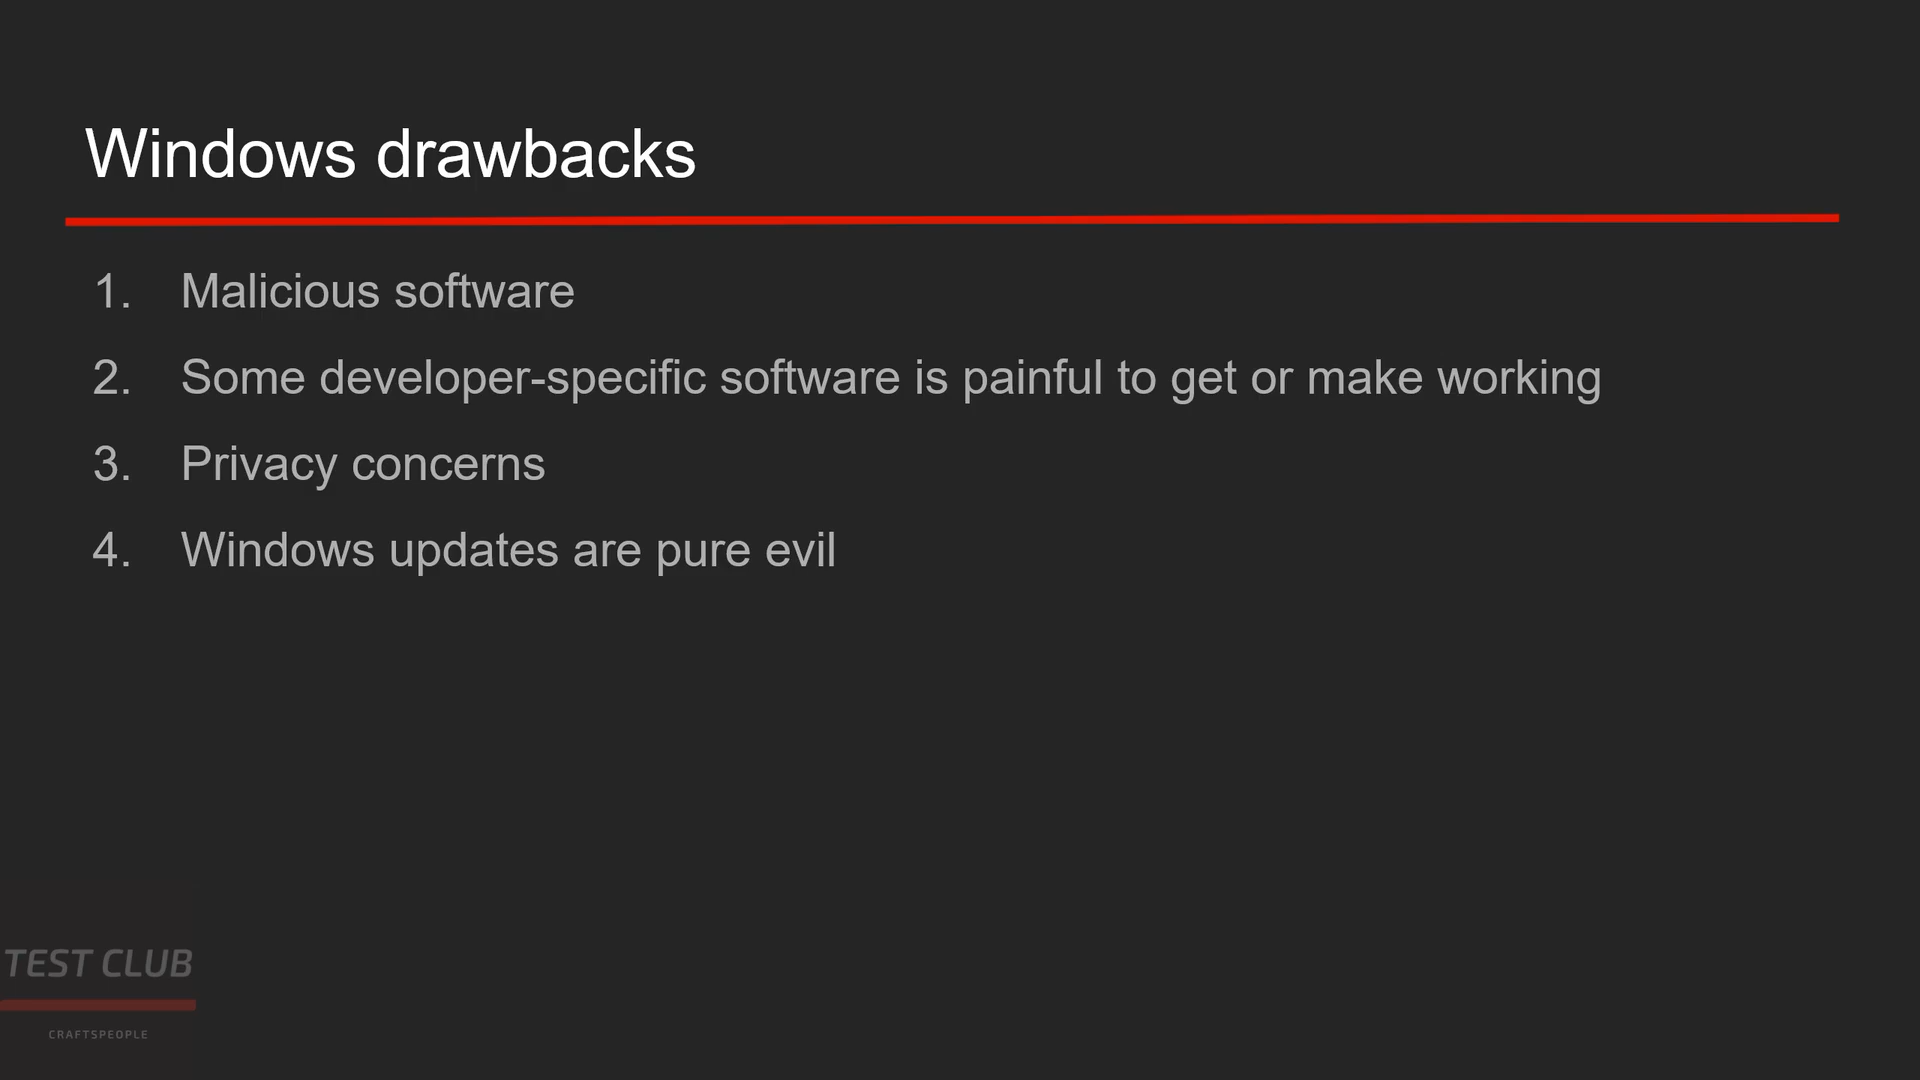 Windows drawbacks
1. Malicious software
2. Some developer-specific software is painful to get or make working
3. Privacy concerns
4. Windows updates are pure evil
TEST CLUB
CRAFTSPEOPLE